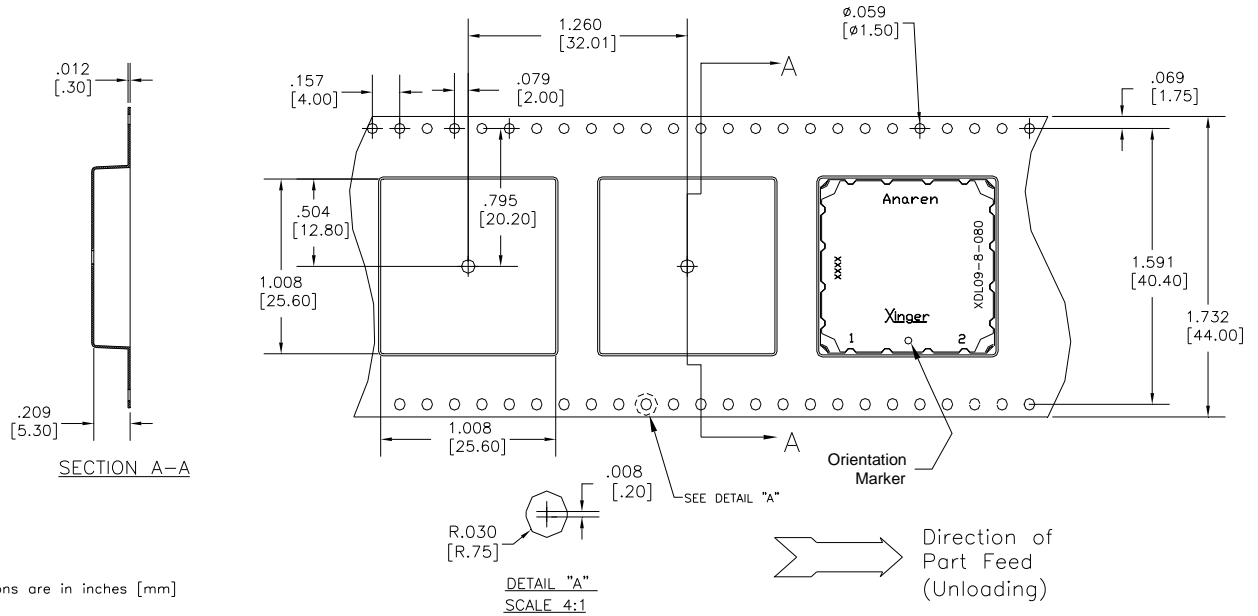 1.260
[32.01]
ø.059
[ø1.50]
.012
[.30]
.157
[4.00]
.079
[2.00]
A
.069
[1.75]
.504
[12.80]
.795
[20.20]
1.008
[25.60]
Anaren
XDL09-8-080
XXXX
Xinger
1
2
1.591
[40.40]
1.732
[44.00]
.209
[5.30]
SECTION A-A
1.008
[25.60]
A
Orientation
Marker
.008
[.20]
SEE DETAIL "A"
R.030
[R.75]
DETAIL "A"
SCALE 4:1
Direction of
Part Feed
(Unloading)
ons are in inches [mm]